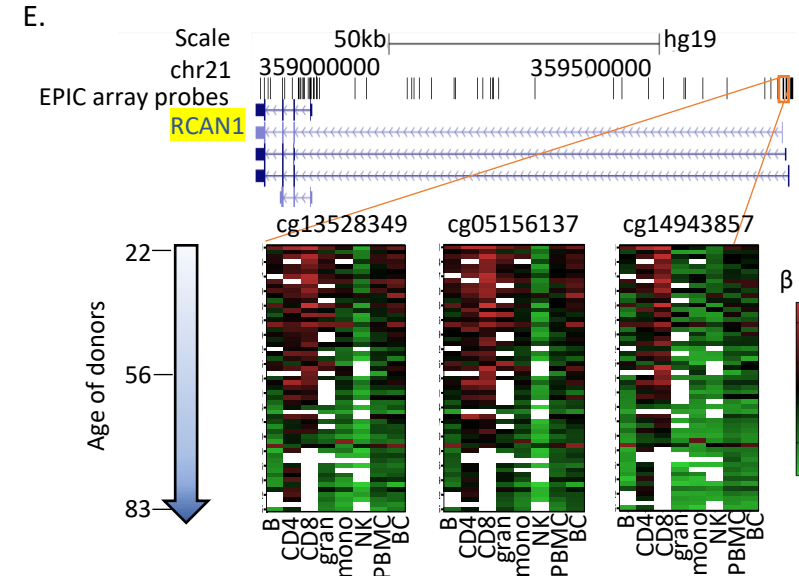 E.
Scale 50kb hg19
chr21 359000000 359500000
EPIC array probes
RCAN1
cg13528349 cg05156137 cg14943857
22
β
56
Age of donors
83
B CD4 CD8 gran mono NK PBMC BC B CD4 CD8 gran mono NK PBMC BC B CD4 CD8 gran mono NK PBMC BC